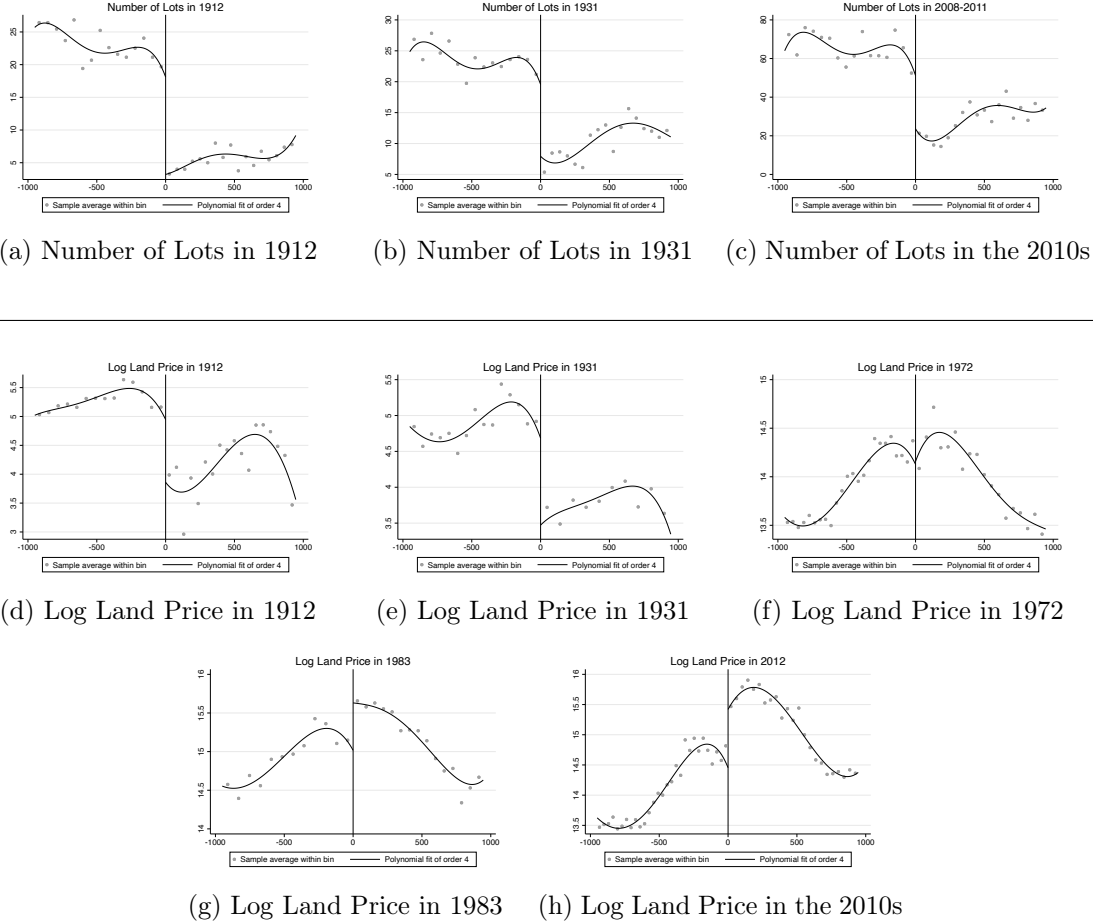 Number of Lots in 1912
25
20
15
10
5
-1000 -500 0 500 1000
Sample average within bin Polynomial fit of order 4
(a) Number of Lots in 1912
Number of Lots in 1931
30
25
20
15
10
5
-1000 -500 0 500 1000
Sample average within bin Polynomial fit of order 4
(b) Number of Lots in 1931
Number of Lots in 2008-2011
80
60
40
20
0
-1000 -500 0 500 1000
Sample average within bin Polynomial fit of order 4
(c) Number of Lots in the 2010s
Log Land Price in 1912
5.5
5
4.5
4
3.5
3
-1000 -500 0 500 1000
Sample average within bin Polynomial fit of order 4
(d) Log Land Price in 1912
Log Land Price in 1931
5.5
5
4.5
4
3.5
-1000 -500 0 500 1000
Sample average within bin Polynomial fit of order 4
(e) Log Land Price in 1931
Log Land Price in 1972
15
14.5
14
13.5
-1000 -500 0 500 1000
Sample average within bin Polynomial fit of order 4
(f) Log Land Price in 1972
Log Land Price in 1983
16
15.5
15
14.5
14
-1000 -500 0 500 1000
Sample average within bin Polynomial fit of order 4
(g) Log Land Price in 1983
Log Land Price in 2012
16
15.5
15
14.5
14
13.5
-1000 -500 0 500 1000
Sample average within bin Polynomial fit of order 4
(h) Log Land Price in the 2010s